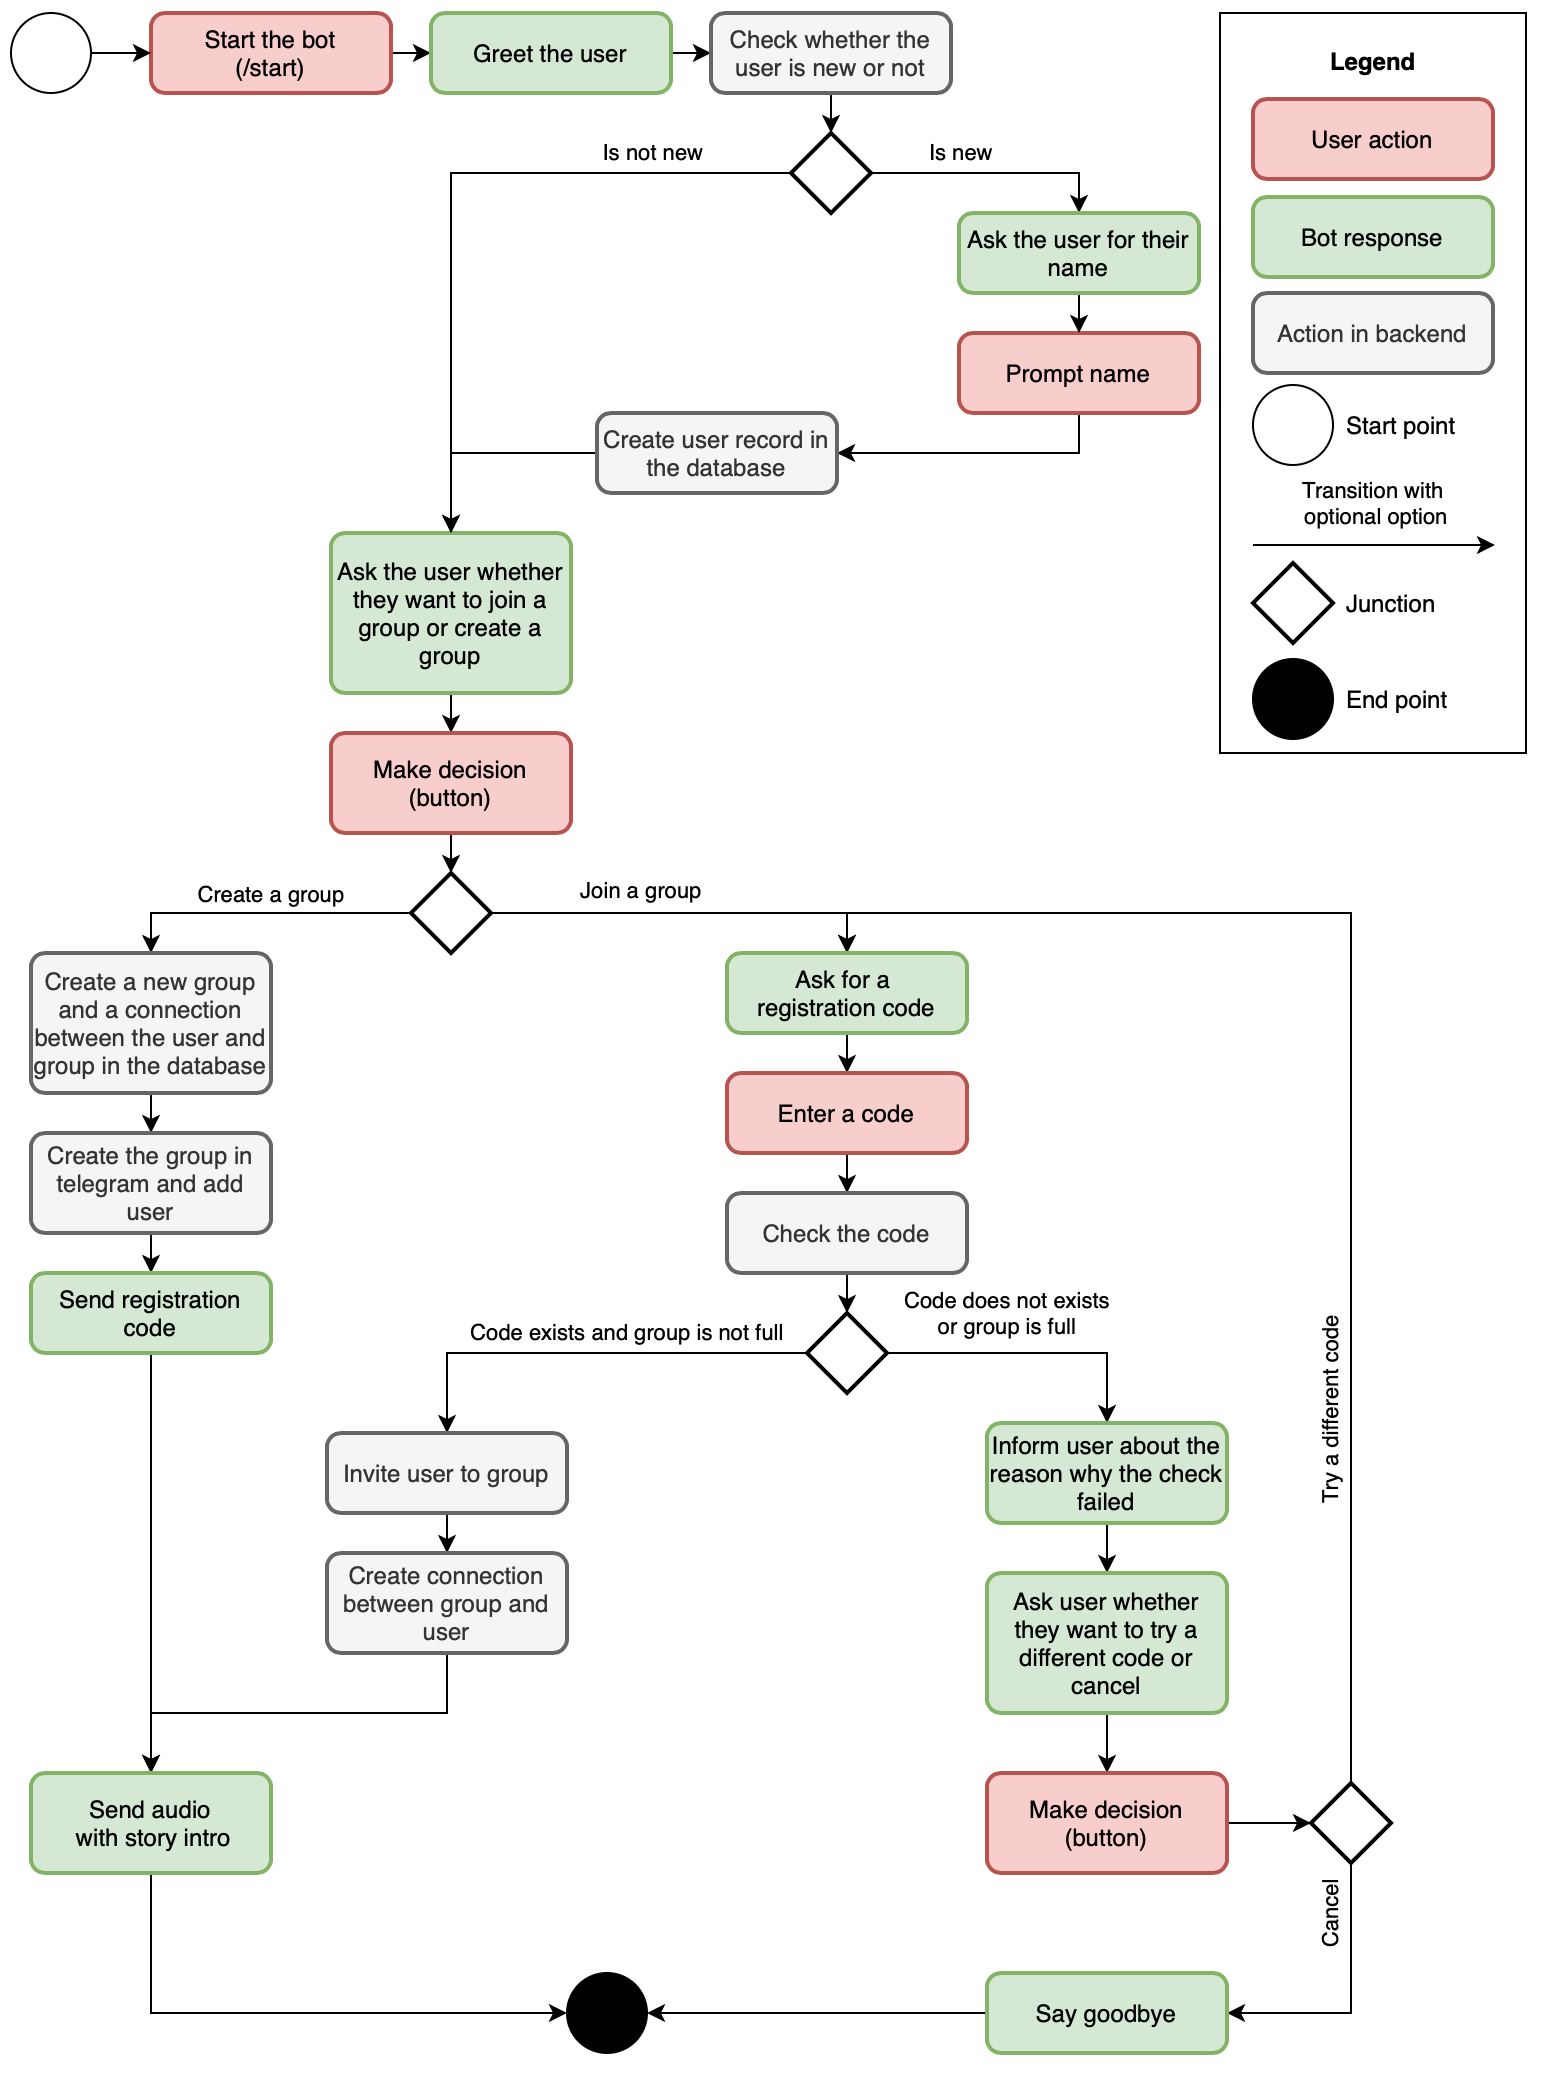 Start the bot
(/start)
Greet the user
Check whether the
user is new or not
Is not new
Is new
Ask the user for their
name
Prompt name
Create user record in
the database
Ask the user whether
they want to join a
group or create a
group
Make decision
(button)
Create a group
Join a group
Create a new group
and a connection
between the user and
group in the database
Create the group in
telegram and add
user
Send registration
code
Ask for a
registration code
Enter a code
Check the code
Code exists and group is not full
Code does not exists
or group is full
Invite user to group
Create connection
between group and
user
Inform user about the
reason why the check
failed
Ask user whether
they want to try a
different code or
cancel
Make decision
(button)
Try a different code
Cancel
Send audio
with story intro
Say goodbye
Legend
User action
Bot response
Action in backend
Start point
Transition with
optional option
Junction
End point